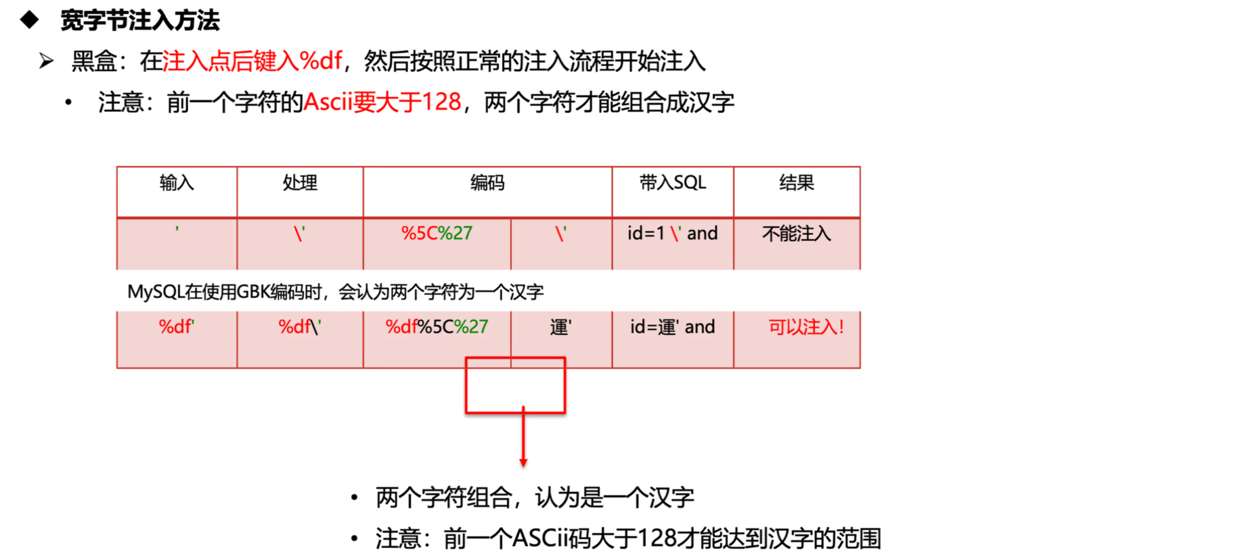 ◆ 宽字节注入方法
➢ 黑盒：在注入点后键入%df，然后按照正常的注入流程开始注入
• 注意：前一个字符的Ascii要大于128，两个字符才能组合成汉字
输入 处理 编码 带入SQL 结果
' \' %5C%27 \' id=1 \' and 不能注入
MySQL在使用GBK编码时，会认为两个字符为一个汉字
%df' %df\' %df%5C%27 運' id=運' and 可以注入！
• 两个字符组合，认为是一个汉字
• 注意：前一个ASCii码大于128才能达到汉字的范围